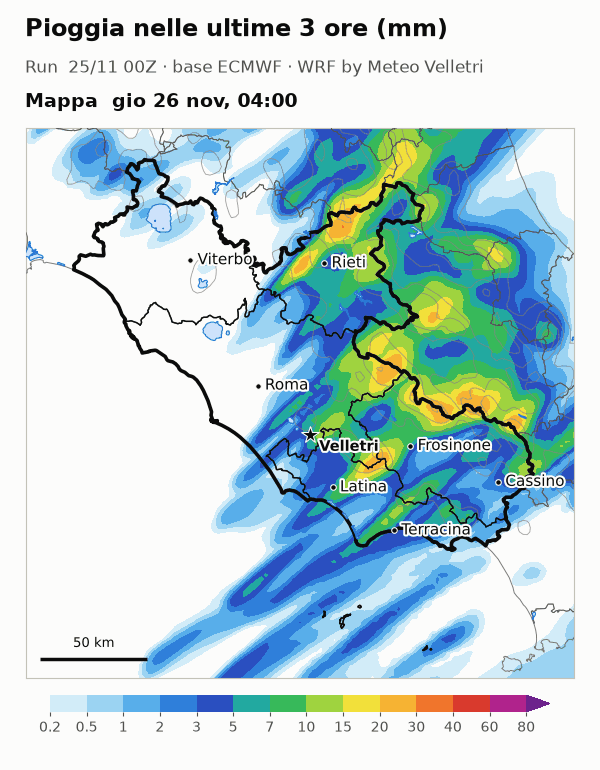 Pioggia nelle ultime 3 ore (mm)
Run  25/11 00Z · base ECMWF · WRF by Meteo Velletri
Mappa  gio 26 nov, 04:00
Viterbo
Rieti
Roma
Velletri
Frosinone
Cassino
Latina
Terracina
50 km
0.2 0.5 1 2 3 5 7 10 15 20 30 40 60 80